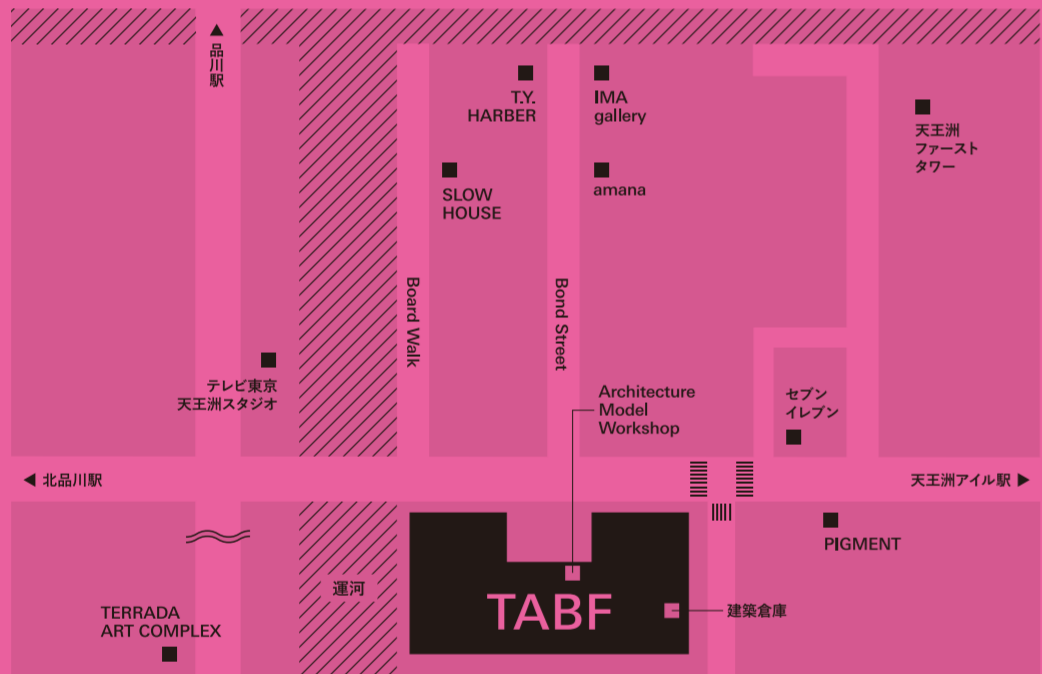 品川駅
T.Y.
HARBER
IMA
gallery
天王洲
ファースト
タワー
SLOW
HOUSE
amana
Board Walk
Bond Street
テレビ東京
天王洲スタジオ
Architecture
Model
Workshop
セブン
イレブン
北品川駅
天王洲アイル駅
PIGMENT
運河
TABF
建築倉庫
TERRADA
ART COMPLEX